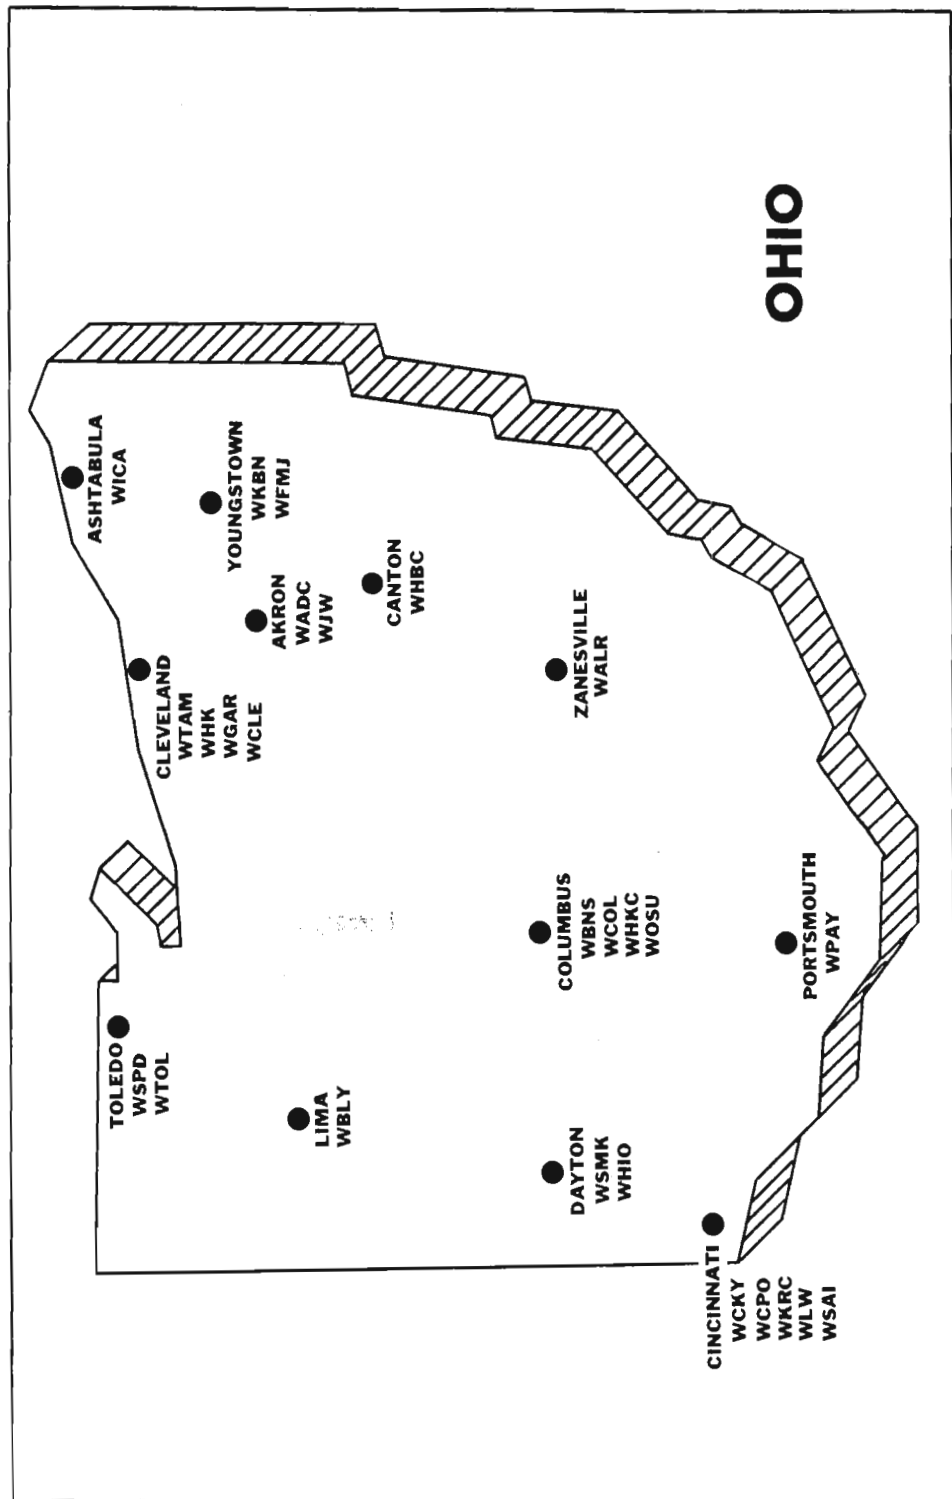 OHIO
ASHTABULA
WICA
CLEVELAND
WTAM
WHK
WGAR
WCLE
TOLEDO
WSPD
WTOL
YOUNGSTOWN
WKBN
WFMJ
AKRON
WADC
WJW
CANTON
WHBC
LIMA
WBLY
ZANESVILLE
WALR
COLUMBUS
WBNS
WCOL
WHKC
WOSU
DAYTON
WSMK
WHIO
PORTSMOUTH
WPAY
CINCINNATI
WCKY
WCPO
WKRC
WLW
WSAI